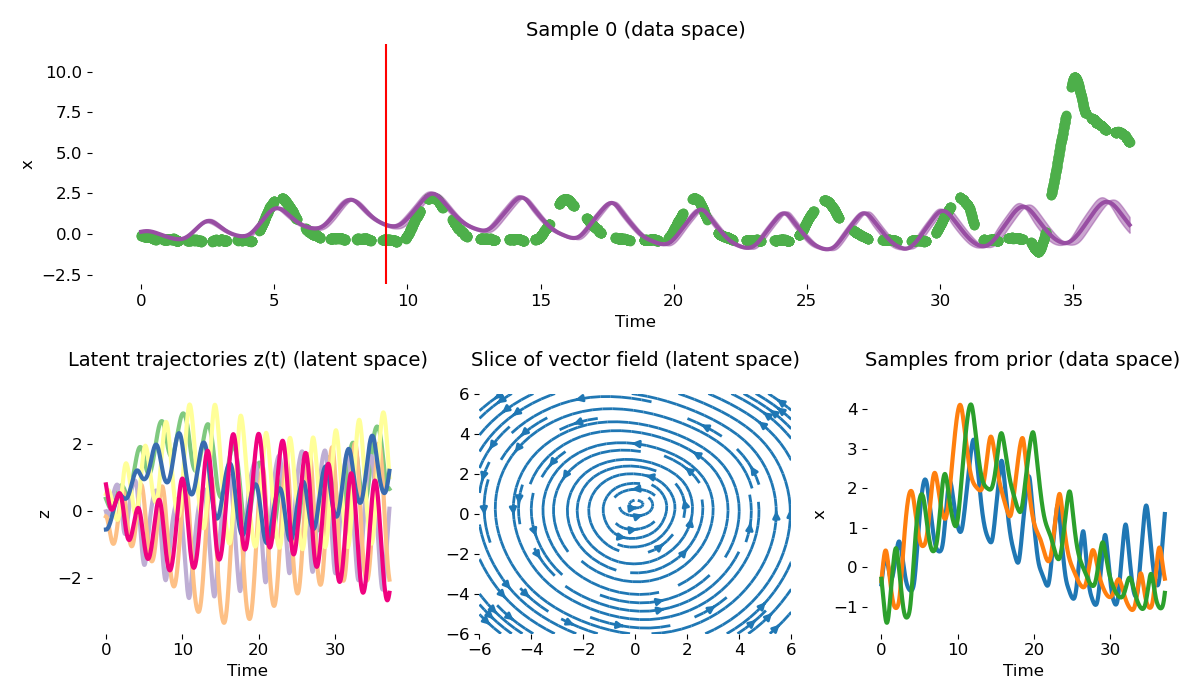 Sample 0 (data space)
10.0
7.5
5.0
2.5
0.0
−2.5
x
0 5 10 15 20 25 30 35
Time
Latent trajectories z(t) (latent space)
2
0
−2
z
0 10 20 30
Time
Slice of vector field (latent space)
6
4
2
0
−2
−4
−6
−6 −4 −2 0 2 4 6
Samples from prior (data space)
4
3
2
1
0
−1
x
0 10 20 30
Time